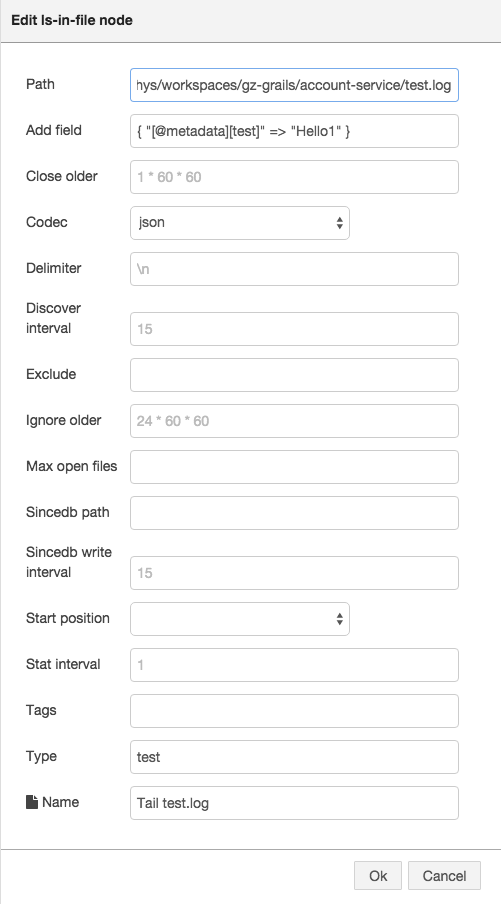 Edit ls-in-file node
Path
hys/workspaces/gz-grails/account-service/test.log
Add field
{ "[@metadata][test]" => "Hello1" }
Close older
1 * 60 * 60
Codec
json
Delimiter
\n
Discover
interval
15
Exclude
Ignore older
24 * 60 * 60
Max open files
Sincedb path
Sincedb write
interval
15
Start position
Stat interval
1
Tags
Type
test
Name
Tail test.log
Ok
Cancel